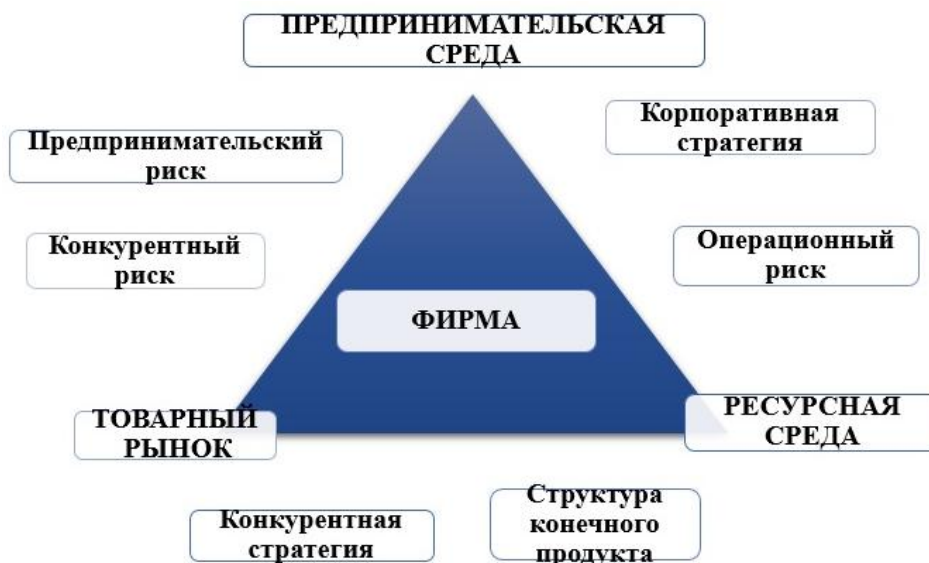 ПРЕДПРИНИМАТЕЛЬСКАЯ
СРЕДА
Корпоративная
стратегия
Предпринимательский
риск
Конкурентный
риск
Операционный
риск
ФИРМА
ТОВАРНЫЙ
РЫНОК
РЕСУРСНАЯ
СРЕДА
Конкурентная
стратегия
Структура
конечного
продукта